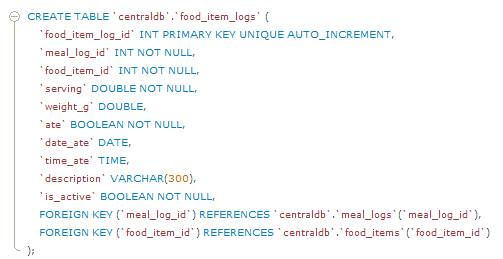 CREATE TABLE `centraldb`.`food_item_logs` (
`food_item_log_id` INT PRIMARY KEY UNIQUE AUTO_INCREMENT,
`meal_log_id` INT NOT NULL,
`food_item_id` INT NOT NULL,
`serving` DOUBLE NOT NULL,
`weight_g` DOUBLE,
`ate` BOOLEAN NOT NULL,
`date_ate` DATE,
`time_ate` TIME,
`description` VARCHAR(300),
`is_active` BOOLEAN NOT NULL,
FOREIGN KEY (`meal_log_id`) REFERENCES `centraldb`.`meal_logs`(`meal_log_id`),
FOREIGN KEY (`food_item_id`) REFERENCES `centraldb`.`food_items`(`food_item_id`)
);